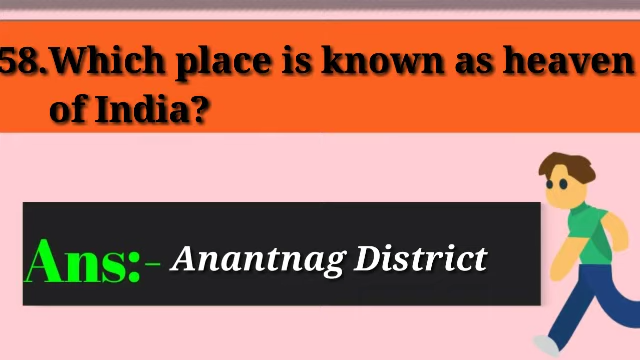 58.Which place is known as heaven
of India?
Ans:- Anantnag District